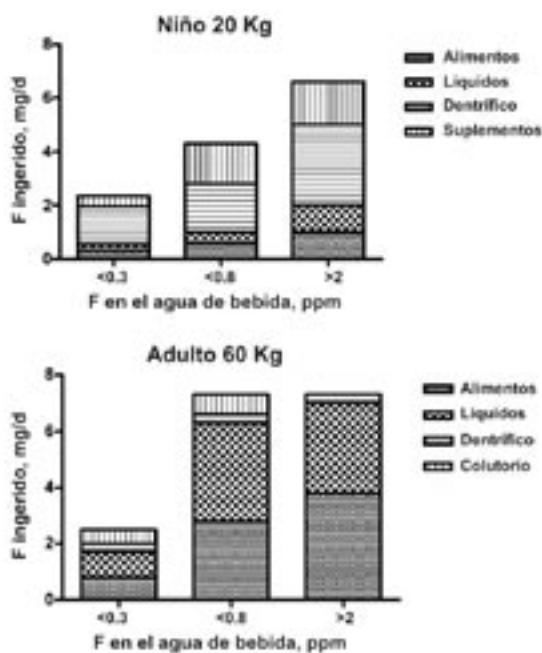 Niño 20 Kg
8
6
4
2
0
F ingerido, mg/d
<0.3
<0.8
>2
F en el agua de bebida, ppm
Alimentos
Liquidos
Dentrífico
Suplementos
Adulto 60 Kg
8
6
4
2
0
F ingerido, mg/d
<0.3
<0.8
>2
F en el agua de bebida, ppm
Alimentos
Líquidos
Dentrífico
Colutorio